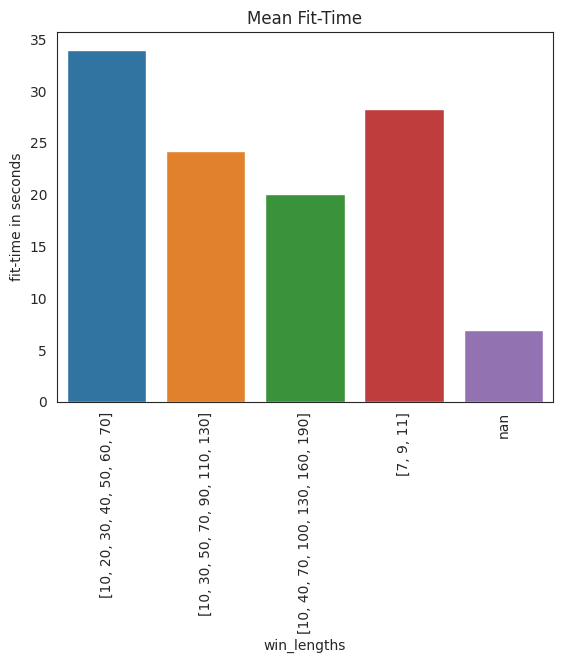 Mean Fit-Time
35
30
25
20
15
10
5
0
fit-time in seconds
[10, 20, 30, 40, 50, 60, 70]
[10, 30, 50, 70, 90, 110, 130]
[10, 40, 70, 100, 130, 160, 190]
[7, 9, 11]
nan
win_lengths